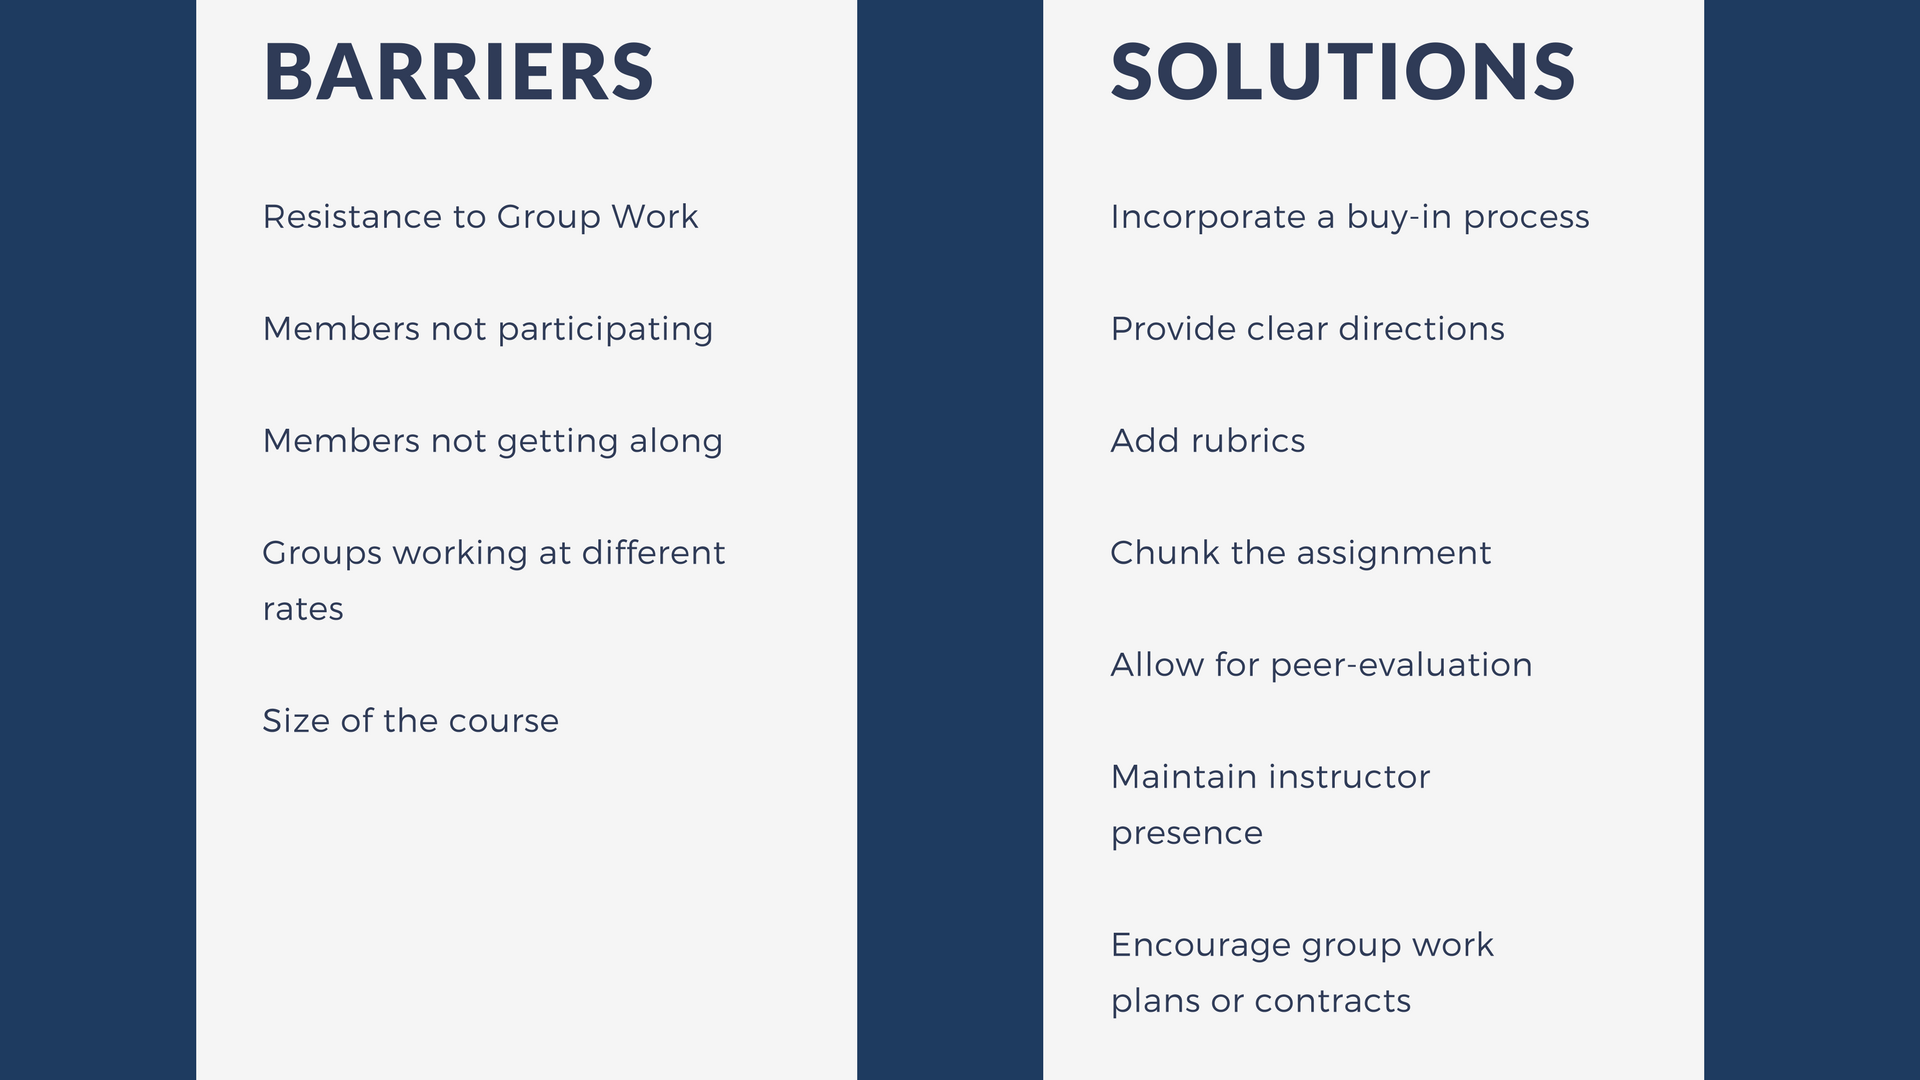 BARRIERS
Resistance to Group Work
Members not participating
Members not getting along
Groups working at different
rates
Size of the course
SOLUTIONS
Incorporate a buy-in process
Provide clear directions
Add rubrics
Chunk the assignment
Allow for peer-evaluation
Maintain instructor
presence
Encourage group work
plans or contracts